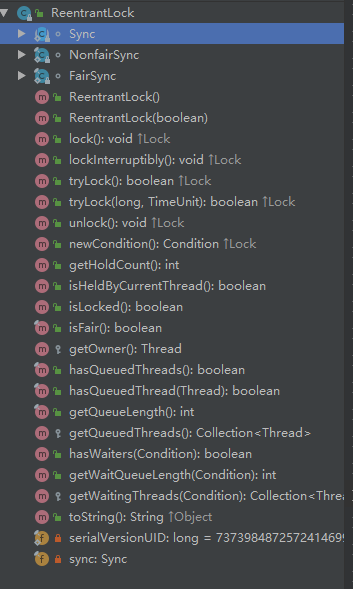 ReentrantLock
Sync
NonfairSync
FairSync
ReentrantLock()
ReentrantLock(boolean)
lock(): void ↑Lock
lockInterruptibly(): void ↑Lock
tryLock(): boolean ↑Lock
tryLock(long, TimeUnit): boolean ↑Lock
unlock(): void ↑Lock
newCondition(): Condition ↑Lock
getHoldCount(): int
isHeldByCurrentThread(): boolean
isLocked(): boolean
isFair(): boolean
getOwner(): Thread
hasQueuedThreads(): boolean
hasQueuedThread(Thread): boolean
getQueueLength(): int
getQueuedThreads(): Collection<Thread>
hasWaiters(Condition): boolean
getWaitQueueLength(Condition): int
getWaitingThreads(Condition): Collection<Threa
toString(): String ↑Object
serialVersionUID: long = 7373984872572414699
sync: Sync